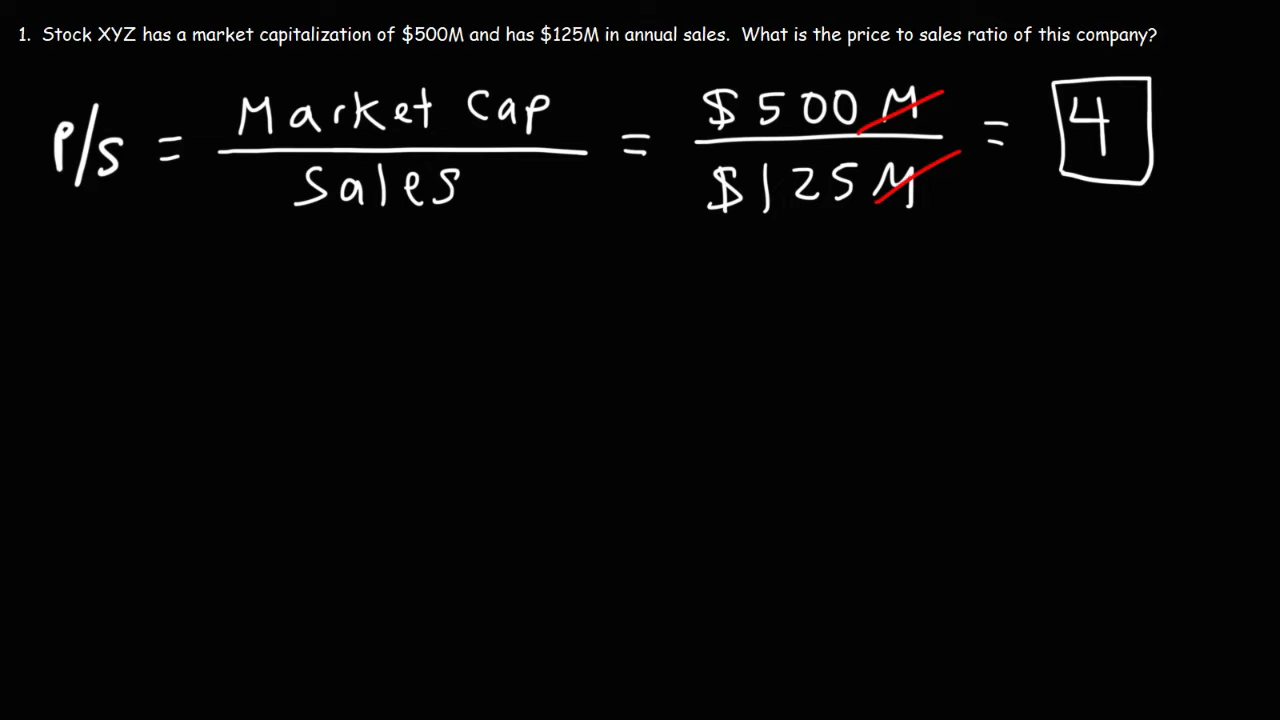 1. Stock XYZ has a market capitalization of $500M and has $125M in annual sales. What is the price to sales ratio of this company?
P/S = Market Cap / Sales = $500M / $125M = 4